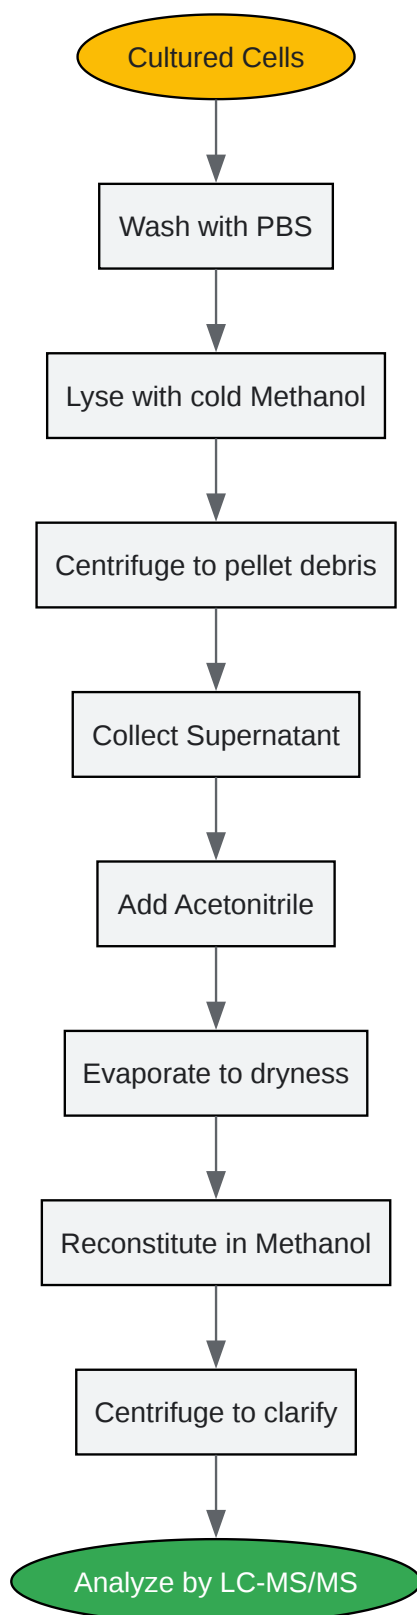 Cultured Cells
Wash with PBS
Lyse with cold Methanol
Centrifuge to pellet debris
Collect Supernatant
Add Acetonitrile
Evaporate to dryness
Reconstitute in Methanol
Centrifuge to clarify
Analyze by LC-MS/MS